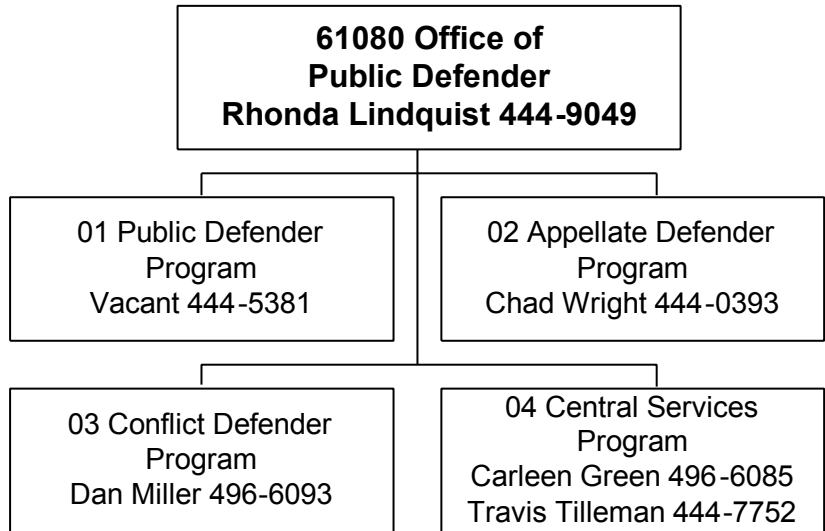 61080 Office of
Public Defender
Rhonda Lindquist 444-9049
01 Public Defender
Program
Vacant 444-5381
02 Appellate Defender
Program
Chad Wright 444-0393
03 Conflict Defender
Program
Dan Miller 496-6093
04 Central Services
Program
Carleen Green 496-6085
Travis Tilleman 444-7752